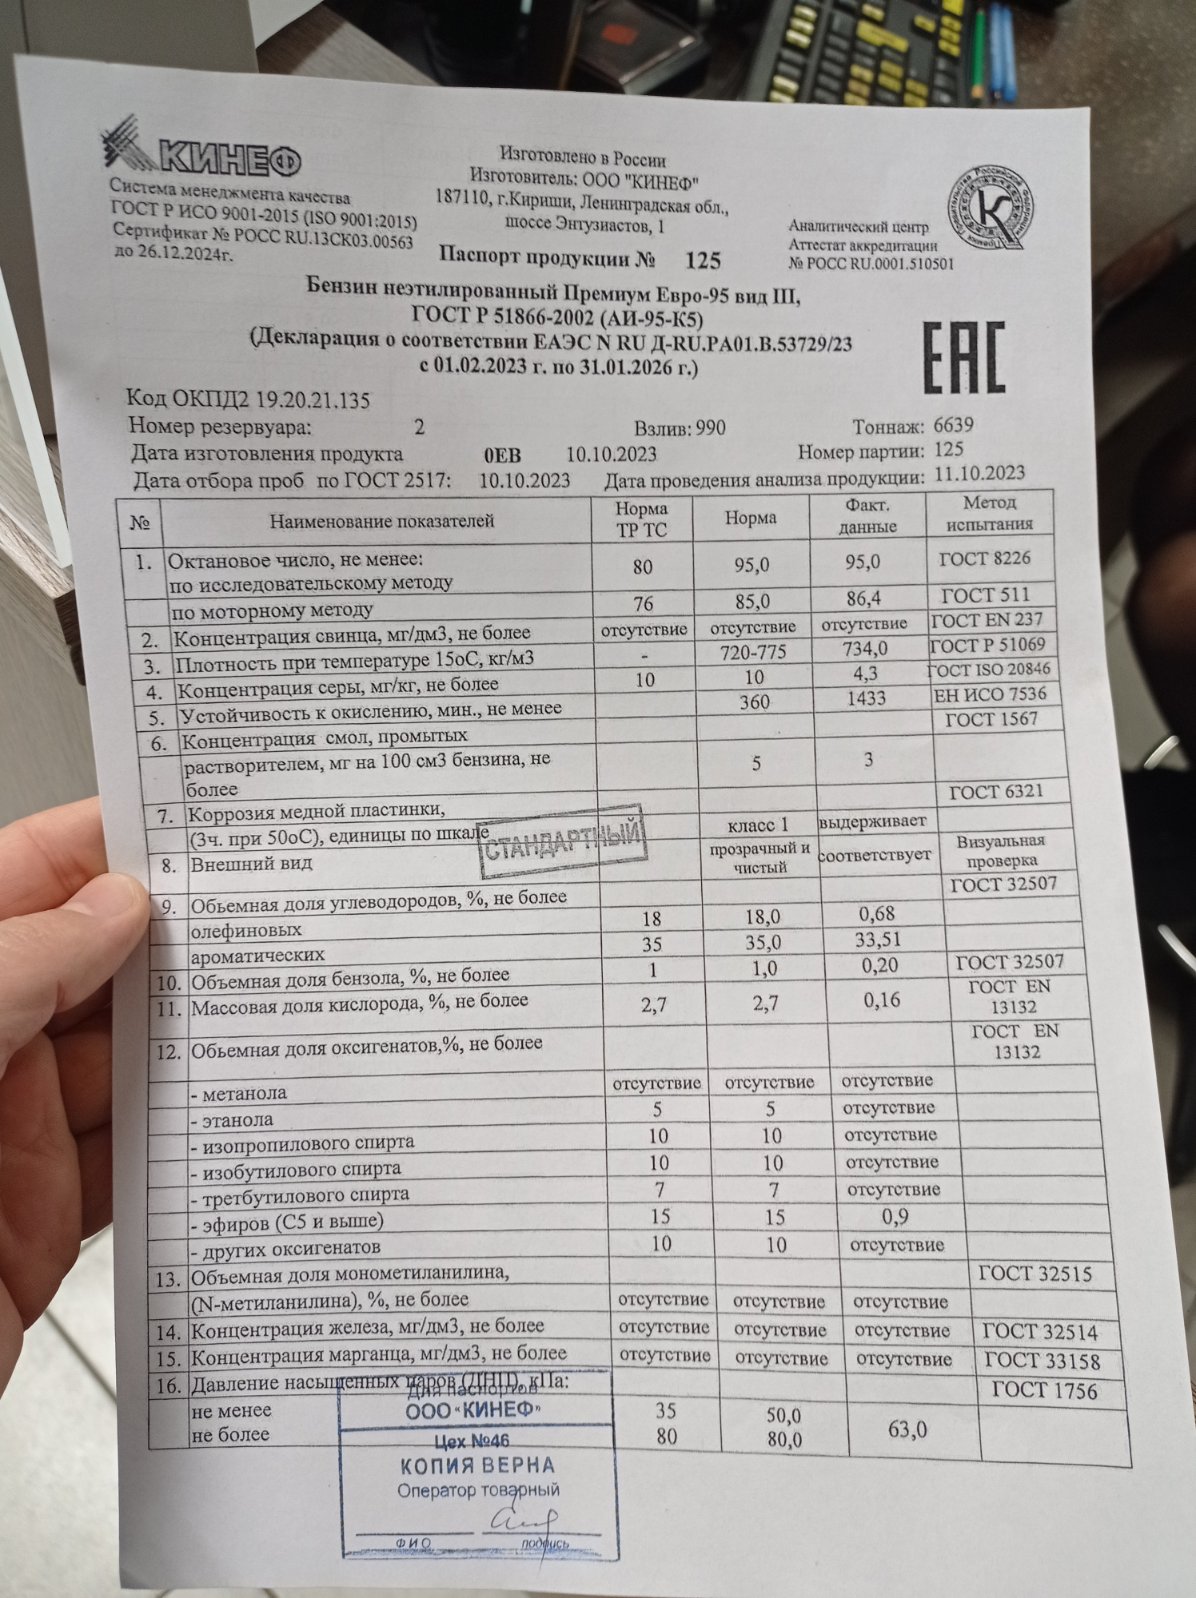 КИНЕФ
Система менеджмента качества
ГОСТ Р ИСО 9001-2015 (ISO 9001:2015)
Сертификат № РОСС RU.13СК03.00563
до 26.12.2024г.
Изготовлено в России
Изготовитель: ООО "КИНЕФ"
187110, г.Кириши, Ленинградская обл.,
шоссе Энтузиастов, 1
Паспорт продукции № 125
Аналитический центр
Аттестат аккредитации
№ РОСС RU.0001.510501
Бензин неэтилированный Премиум Евро-95 вид III,
ГОСТ Р 51866-2002 (АИ-95-К5)
(Декларация о соответствии ЕАЭС N RU Д-RU.РА01.В.53729/23
с 01.02.2023 г. по 31.01.2026 г.)
ЕАС
Код ОКПД2 19.20.21.135
Номер резервуара: 2 Взлив: 990 Тоннаж: 6639
Дата изготовления продукта 0ЕВ 10.10.2023 Номер партии: 125
Дата отбора проб по ГОСТ 2517: 10.10.2023 Дата проведения анализа продукции: 11.10.2023
№ Наименование показателей Норма ТР ТС Норма Факт. данные Метод испытания
1. Октановое число, не менее:
по исследовательскому методу 80 95,0 95,0 ГОСТ 8226
по моторному методу 76 85,0 86,4 ГОСТ 511
2. Концентрация свинца, мг/дм3, не более отсутствие отсутствие отсутствие ГОСТ EN 237
3. Плотность при температуре 15оС, кг/м3 - 720-775 734,0 ГОСТ Р 51069
4. Концентрация серы, мг/кг, не более 10 10 4,3 ГОСТ ISO 20846
5. Устойчивость к окислению, мин., не менее 360 1433 ЕН ИСО 7536
6. Концентрация смол, промытых ГОСТ 1567
растворителем, мг на 100 см3 бензина, не
более 5 3
7. Коррозия медной пластинки, ГОСТ 6321
(3ч. при 50оС), единицы по шкале класс 1 выдерживает
СТАНДАРТНЫЙ
8. Внешний вид прозрачный и чистый соответствует Визуальная проверка
9. Обьемная доля углеводородов, %, не более ГОСТ 32507
олефиновых 18 18,0 0,68
ароматических 35 35,0 33,51
10. Объемная доля бензола, %, не более 1 1,0 0,20 ГОСТ 32507
11. Массовая доля кислорода, %, не более 2,7 2,7 0,16 ГОСТ EN 13132
12. Обьемная доля оксигенатов,%, не более ГОСТ EN 13132
- метанола отсутствие отсутствие отсутствие
- этанола 5 5 отсутствие
- изопропилового спирта 10 10 отсутствие
- изобутилового спирта 10 10 отсутствие
- третбутилового спирта 7 7 отсутствие
- эфиров (С5 и выше) 15 15 0,9
- других оксигенатов 10 10 отсутствие
13. Объемная доля монометиланилина, ГОСТ 32515
(N-метиланилина), %, не более отсутствие отсутствие отсутствие
14. Концентрация железа, мг/дм3, не более отсутствие отсутствие отсутствие ГОСТ 32514
15. Концентрация марганца, мг/дм3, не более отсутствие отсутствие отсутствие ГОСТ 33158
16. Давление насыщенных паров (ДНП), кПа: ГОСТ 1756
не менее 35 50,0 63,0
не более 80 80,0
Для паспортов
ООО «КИНЕФ»
Цех №46
КОПИЯ ВЕРНА
Оператор товарный
ФИО подпись